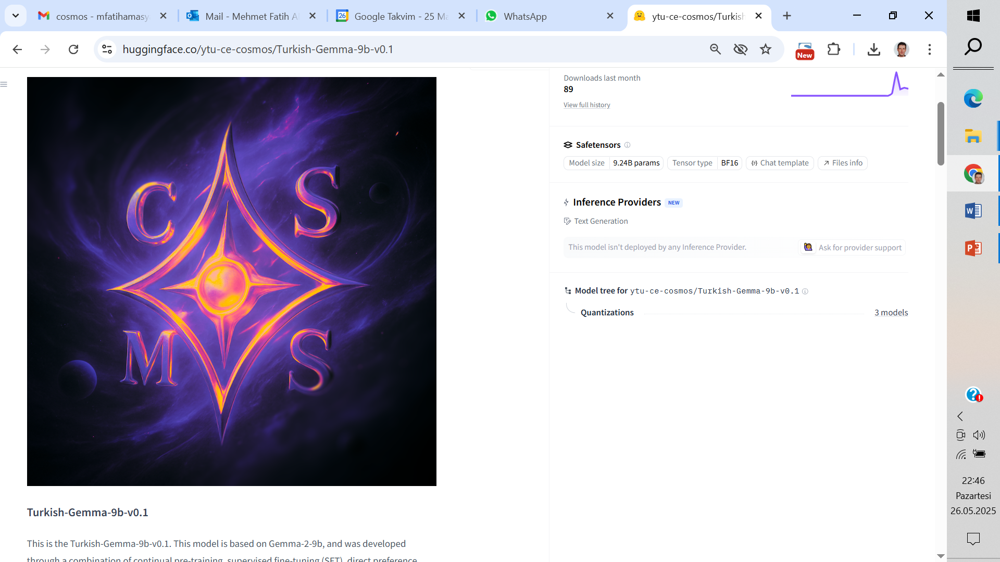 cosmos - mfatihamasy
Mail - Mehmet Fatih A
Google Takvim - 25 Ma
WhatsApp
ytu-ce-cosmos/Turkish
huggingface.co/ytu-ce-cosmos/Turkish-Gemma-9b-v0.1
New
C S
M S
Turkish-Gemma-9b-v0.1
This is the Turkish-Gemma-9b-v0.1. This model is based on Gemma-2-9b, and was developed
through a combination of continual pre-training, supervised fine-tuning (SFT), direct preference
Downloads last month
89
View full history
Safetensors
Model size 9.24B params Tensor type BF16 Chat template Files info
Inference Providers NEW
Text Generation
This model isn't deployed by any Inference Provider. Ask for provider support
Model tree for ytu-ce-cosmos/Turkish-Gemma-9b-v0.1
Quantizations 3 models
22:46
Pazartesi
26.05.2025